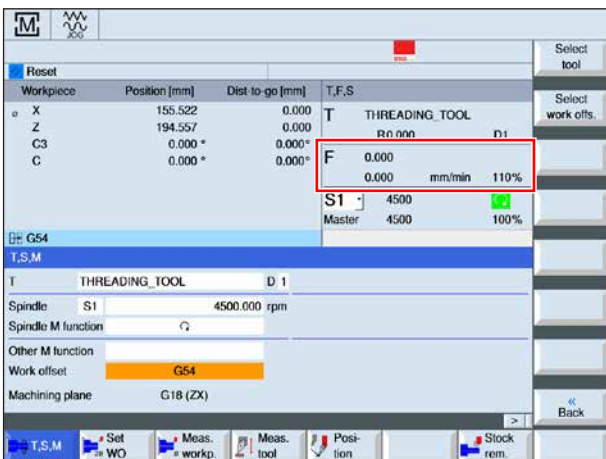 M JOG
Select tool
Reset
Workpiece Position [mm] Dist-to-go [mm] T,F,S
Select work offs.
X 155.522 0.000 T THREADING_TOOL
Z 194.557 0.000 R0.000 D1
C3 0.000 ° 0.000°
C 0.000 ° 0.000° F 0.000
0.000 mm/min 110%
S1 4500
Master 4500 100%
G54
T,S,M
T THREADING_TOOL D 1
Spindle S1 4500.000 rpm
Spindle M function
Other M function
Work offset G54
Machining plane G18 (ZX)
« Back
>
T,S,M Set WO Meas. workp. Meas. tool Posi- tion Stock rem.